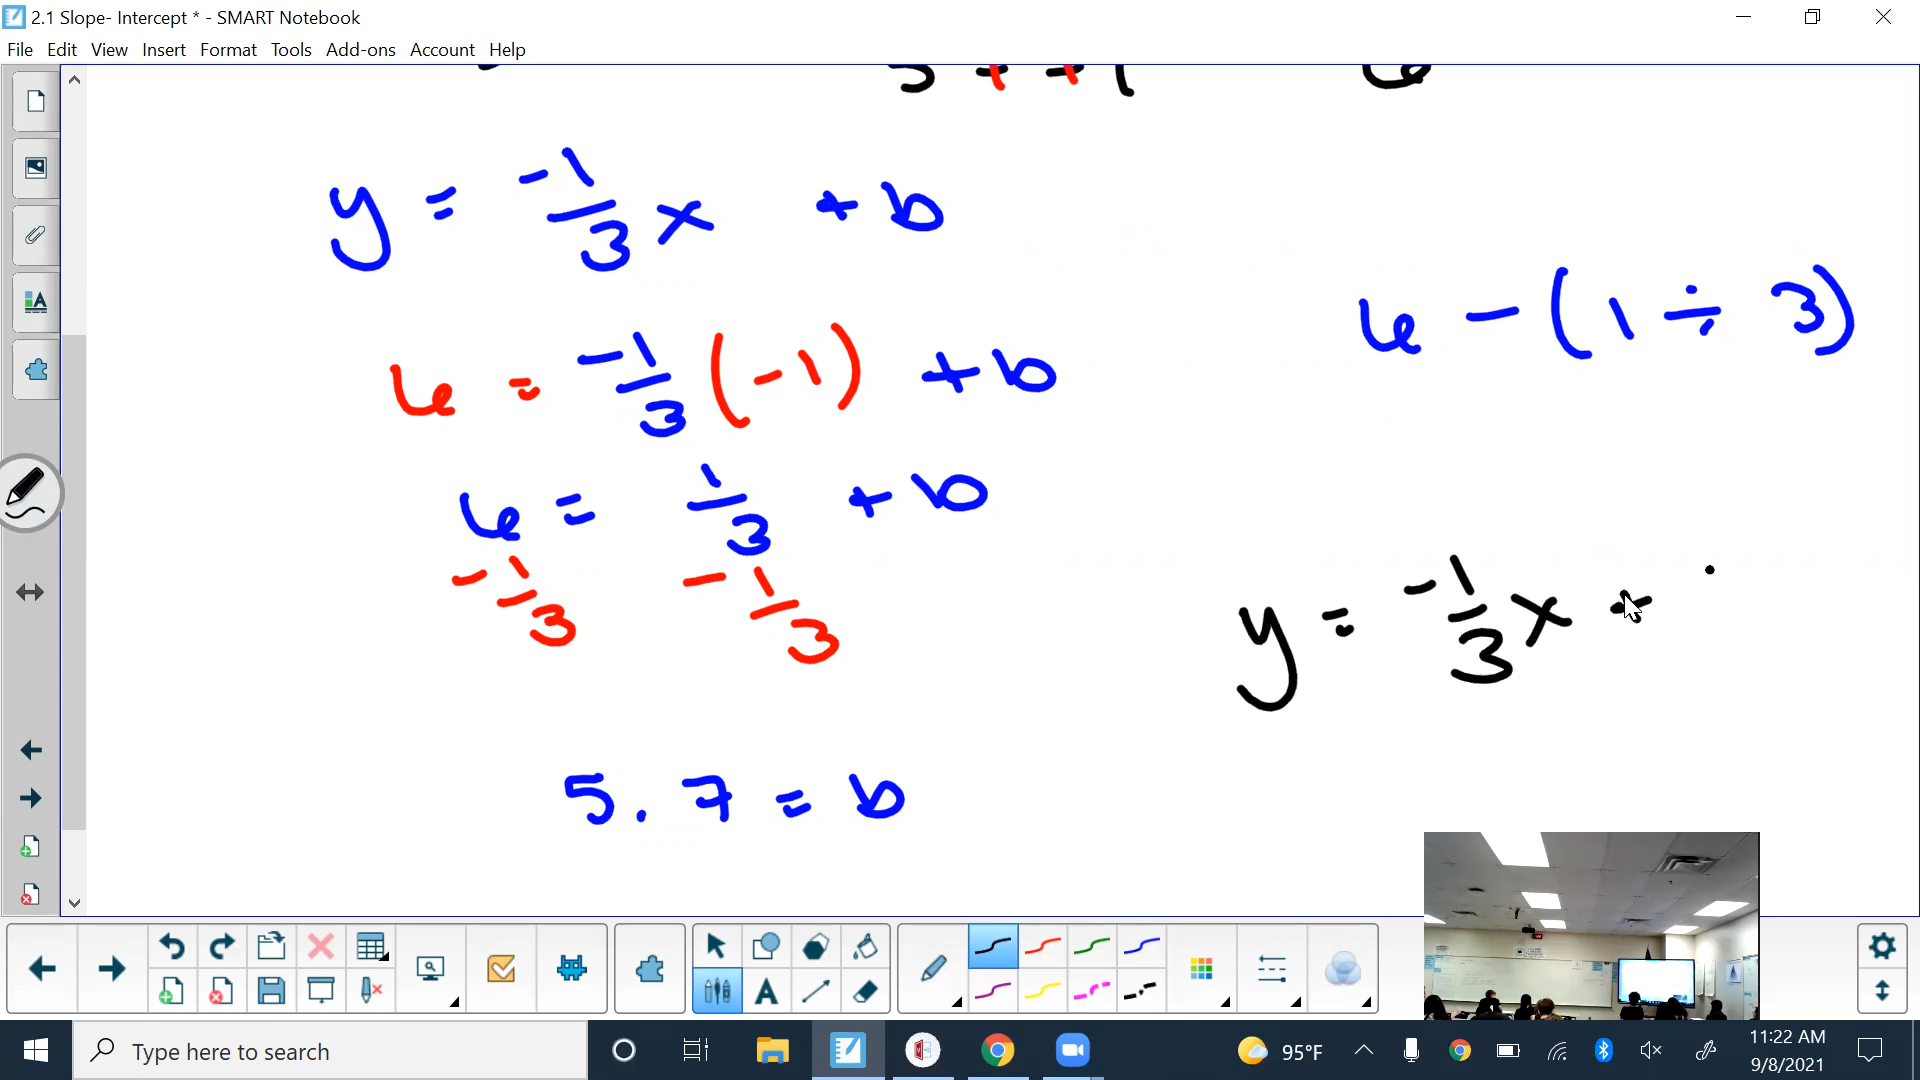 2.1 Slope- Intercept * - SMART Notebook
File Edit View Insert Format Tools Add-ons Account Help
y = -1/3 x + b
6 - (1 ÷ 3)
6 = -1/3 (-1) + b
6 = 1/3 + b
-1/3 -1/3
y = -1/3 x +
5.7 = b
Type here to search
95°F
11:22 AM
9/8/2021